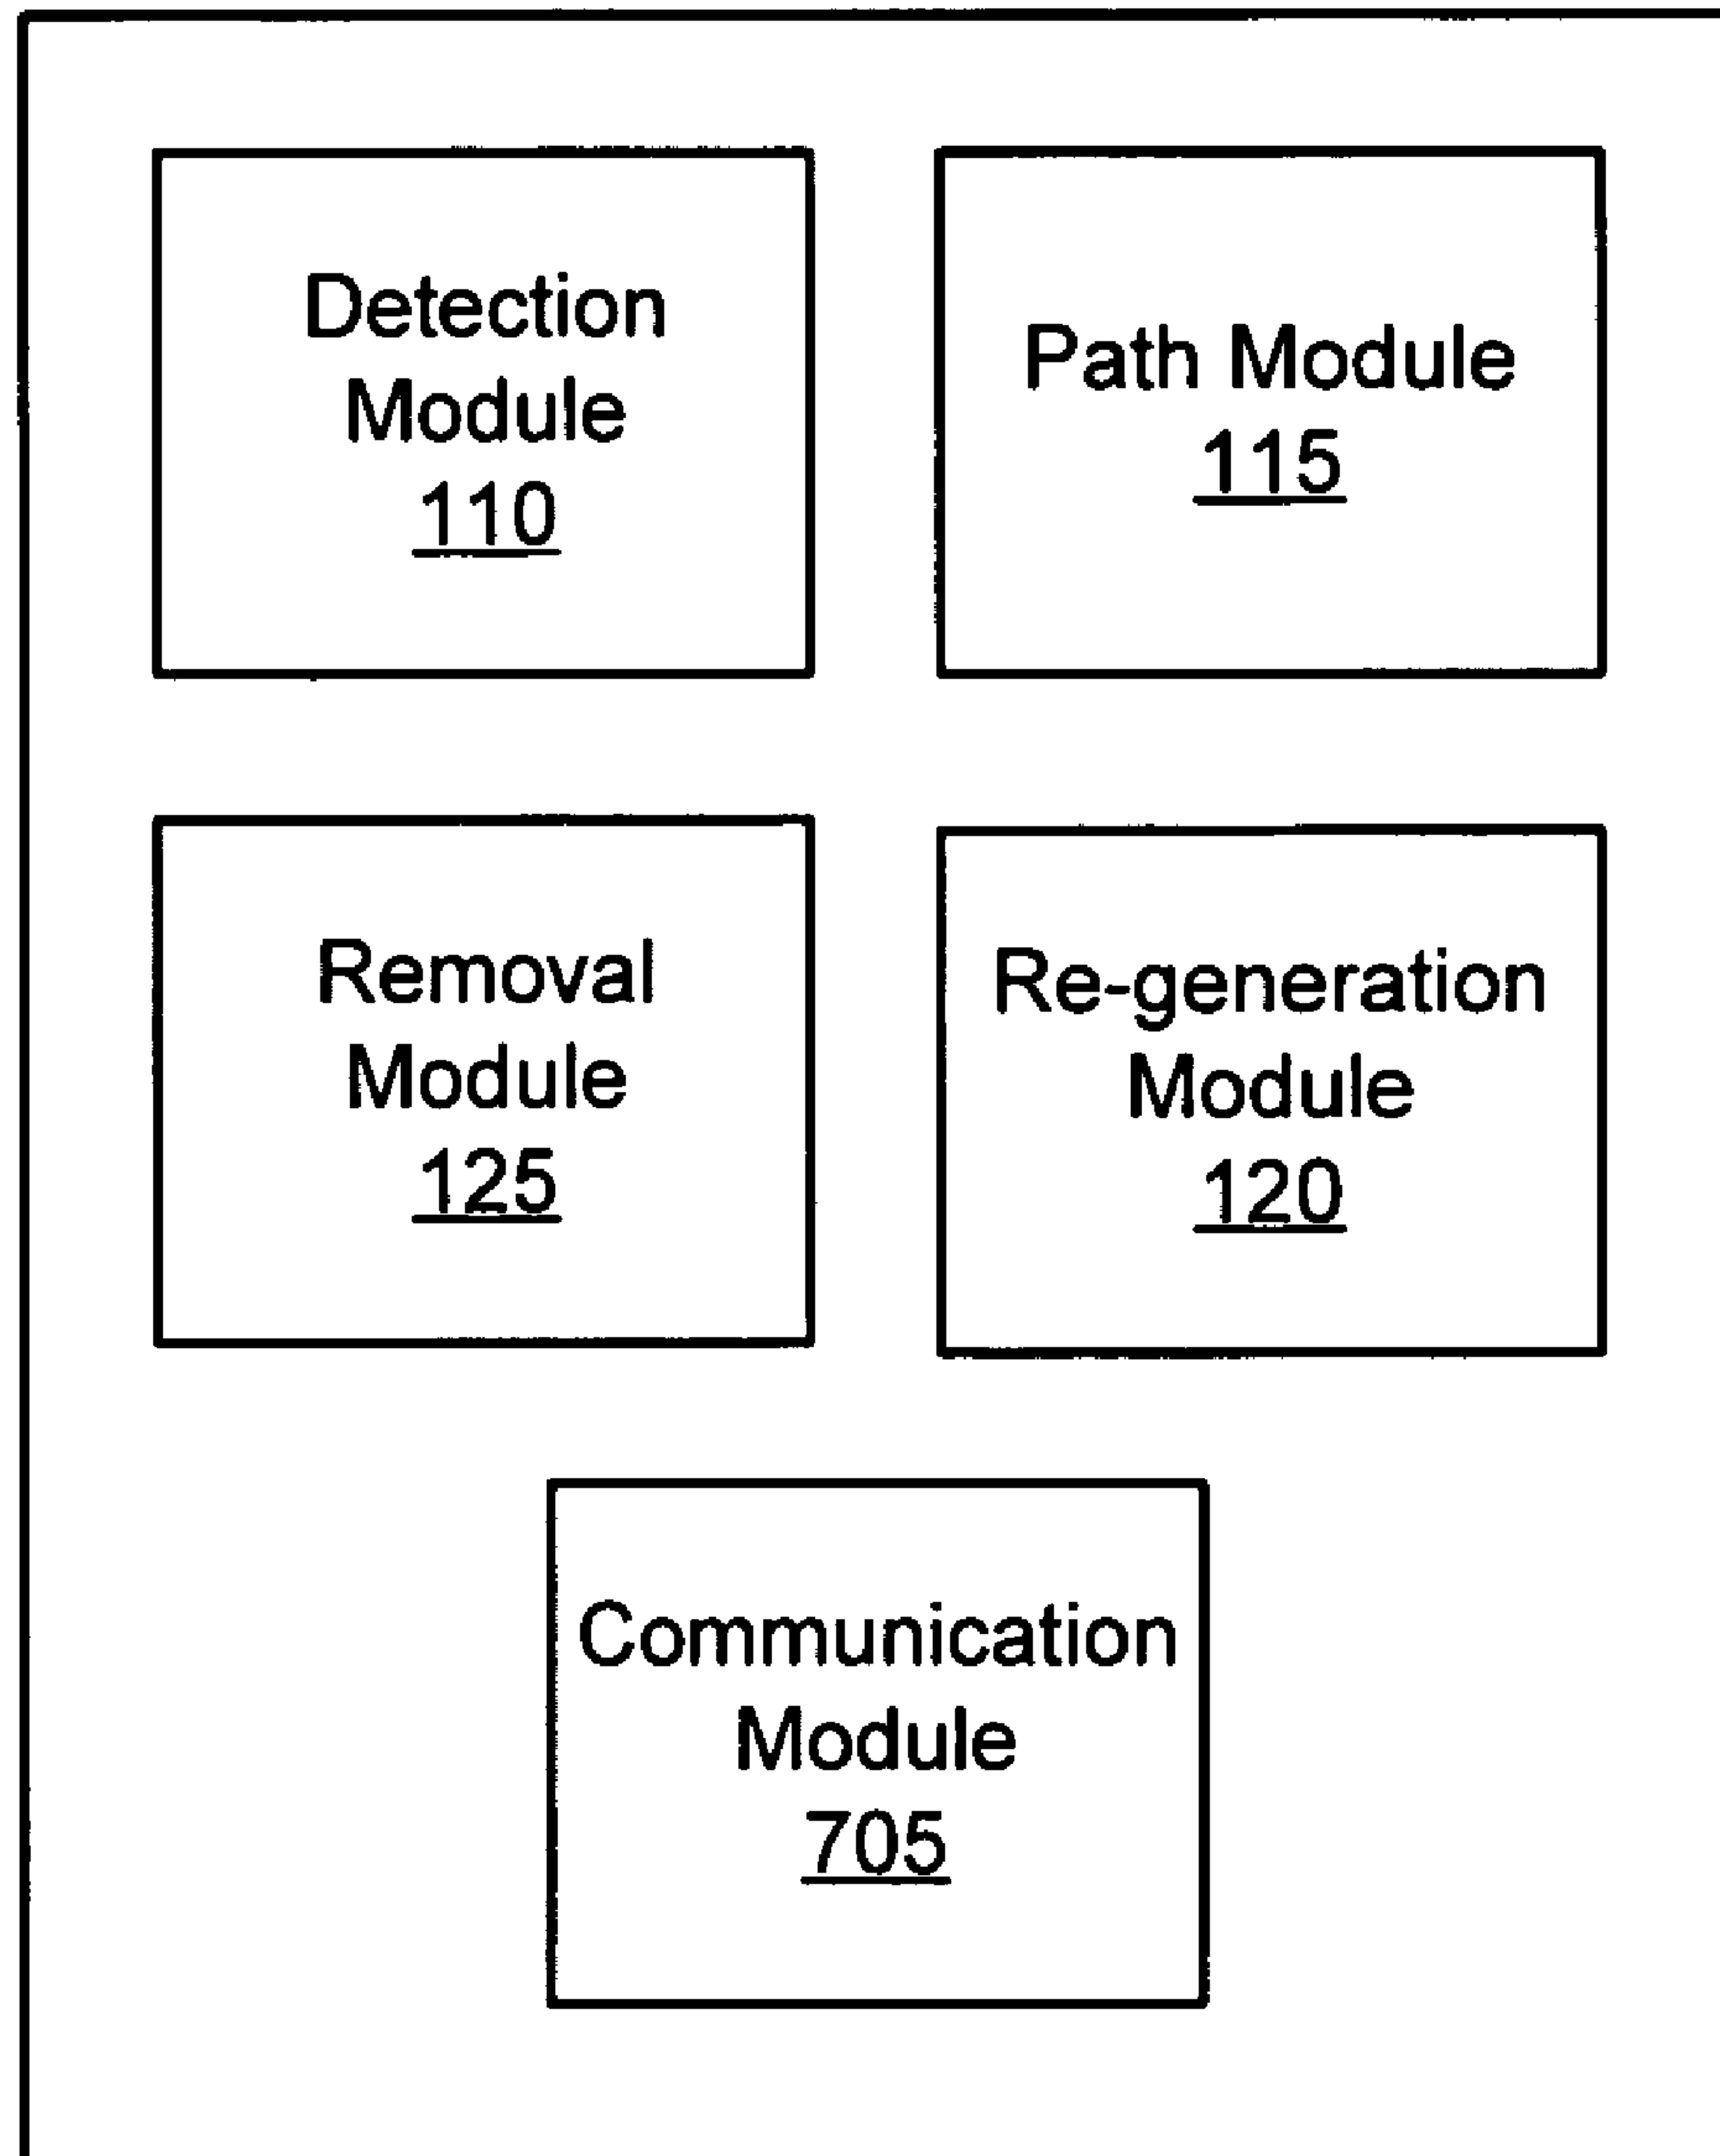 Detection
Module
110
Path Module
115
Removal
Module
125
Re-generation
Module
120
Communication
Module
705